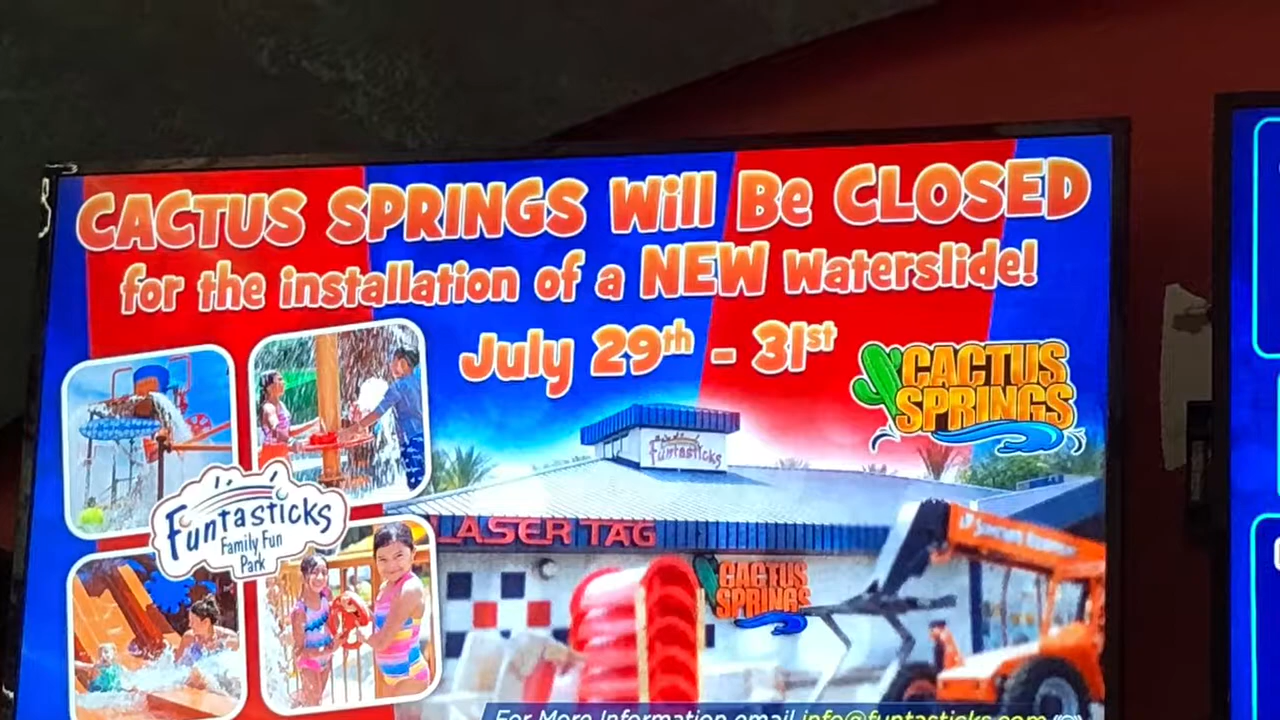 CACTUS SPRINGS Will Be CLOSED
for the installation of a NEW Waterslide!
July 29th - 31st
CACTUS
SPRINGS
Funtasticks
Funtasticks
Family Fun
Park
LASER TAG
CACTUS
SPRINGS
For More Information email info@funtasticks.com